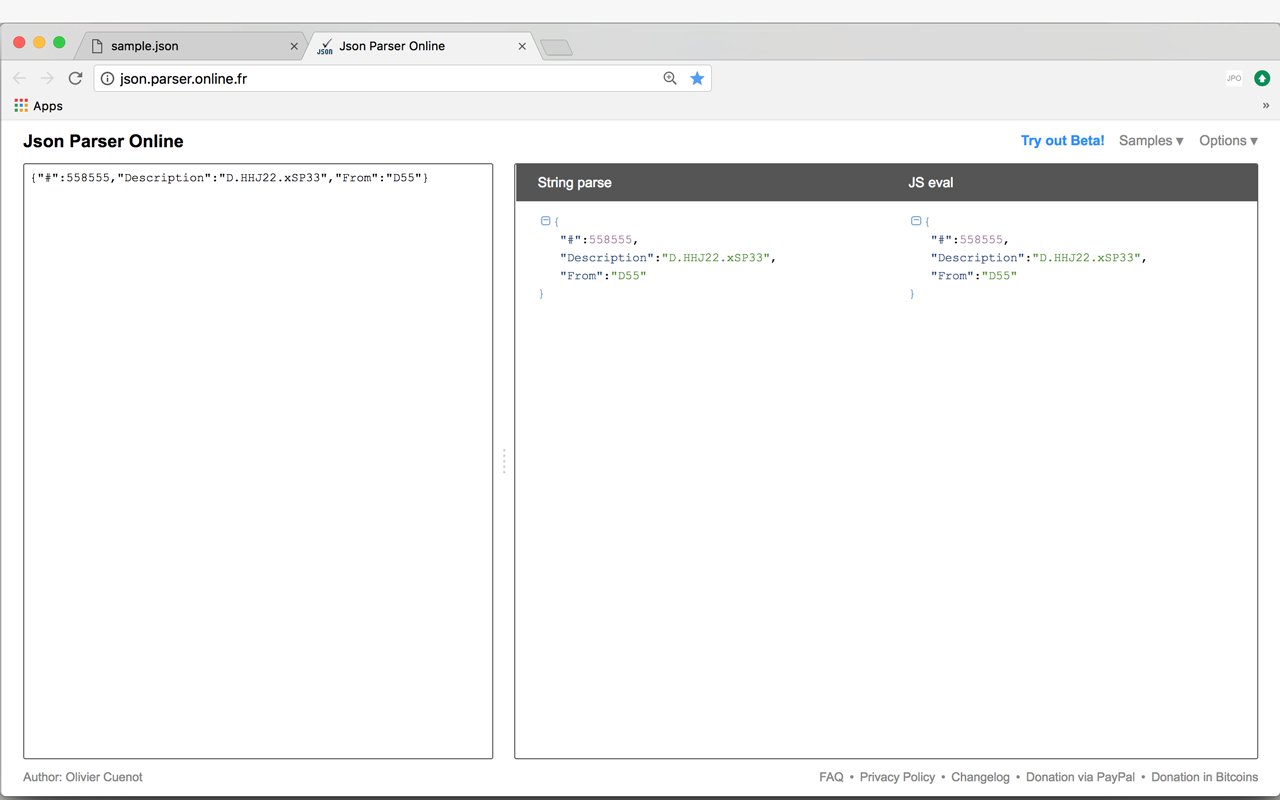 sample.json
JSON
Json Parser Online
json.parser.online.fr
JPO
Apps
»
Json Parser Online
Try out Beta! Samples ▾ Options ▾
{"#":558555,"Description":"D.HHJ22.xSP33","From":"D55"}
String parse
{
"#":558555,
"Description":"D.HHJ22.xSP33",
"From":"D55"
}
JS eval
{
"#":558555,
"Description":"D.HHJ22.xSP33",
"From":"D55"
}
Author: Olivier Cuenot
FAQ • Privacy Policy • Changelog • Donation via PayPal • Donation in Bitcoins